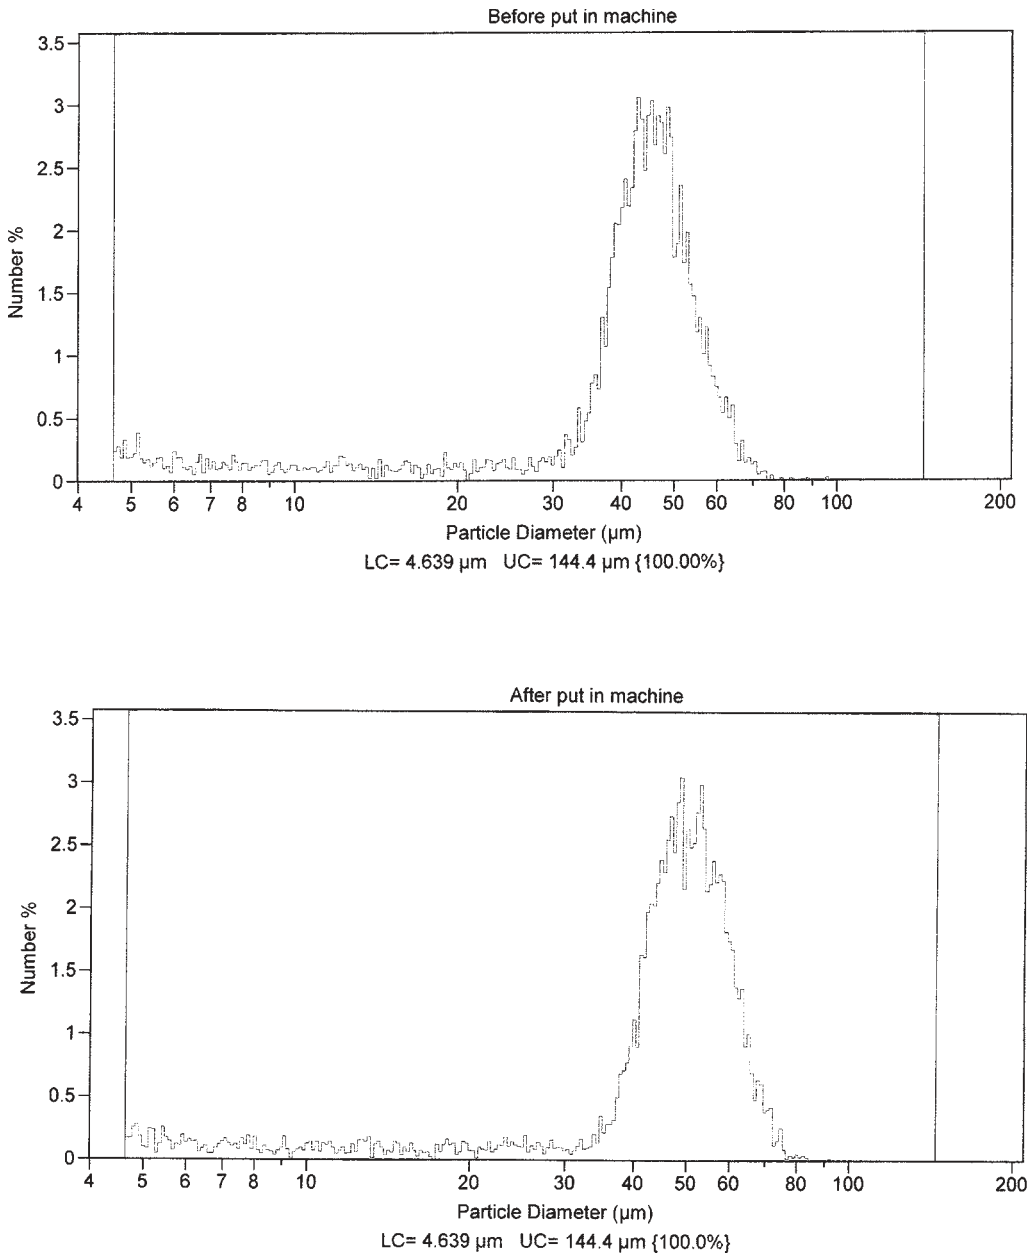 Before put in machine
3.5
3
2.5
2
1.5
1
0.5
0
Number %
4 5 6 7 8 10 20 30 40 50 60 80 100 200
Particle Diameter (µm)
LC= 4.639 µm UC= 144.4 µm {100.00%}
After put in machine
3.5
3
2.5
2
1.5
1
0.5
0
Number %
4 5 6 7 8 10 20 30 40 50 60 80 100 200
Particle Diameter (µm)
LC= 4.639 µm UC= 144.4 µm {100.0%}